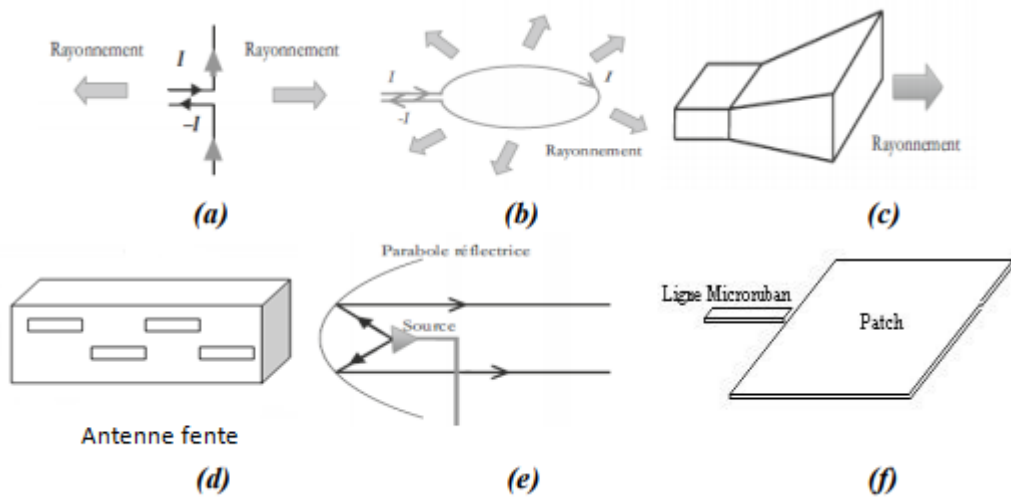 Rayonnement
Rayonnement
I
–I
(a)
I
-I
I
Rayonnement
(b)
Rayonnement
(c)
Antenne fente
(d)
Parabole réflectrice
Source
(e)
Ligne Microruban
Patch
(f)